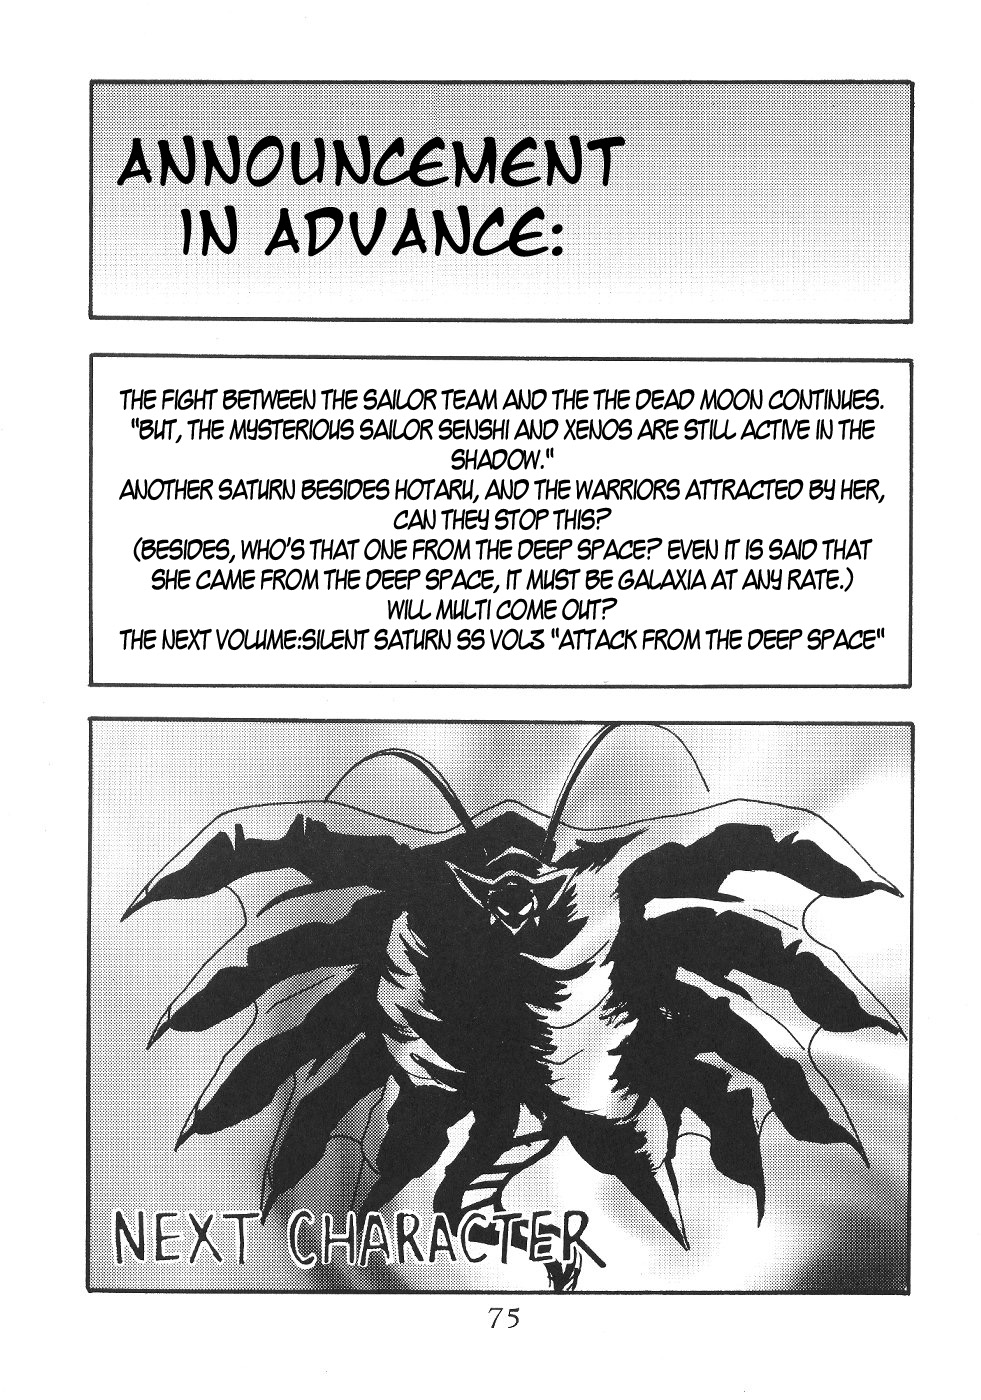 ANNOUNCEMENT
IN ADVANCE:
THE FIGHT BETWEEN THE SAILOR TEAM AND THE THE DEAD MOON CONTINUES.
"BUT, THE MYSTERIOUS SAILOR SENSHI AND XENOS ARE STILL ACTIVE IN THE
SHADOW."
ANOTHER SATURN BESIDES HOTARU, AND THE WARRIORS ATTRACTED BY HER,
CAN THEY STOP THIS?
(BESIDES, WHO'S THAT ONE FROM THE DEEP SPACE? EVEN IT IS SAID THAT
SHE CAME FROM THE DEEP SPACE, IT MUST BE GALAXIA AT ANY RATE.)
WILL MULTI COME OUT?
THE NEXT VOLUME:SILENT SATURN SS VOL3 "ATTACK FROM THE DEEP SPACE"
NEXT CHARACTER
75